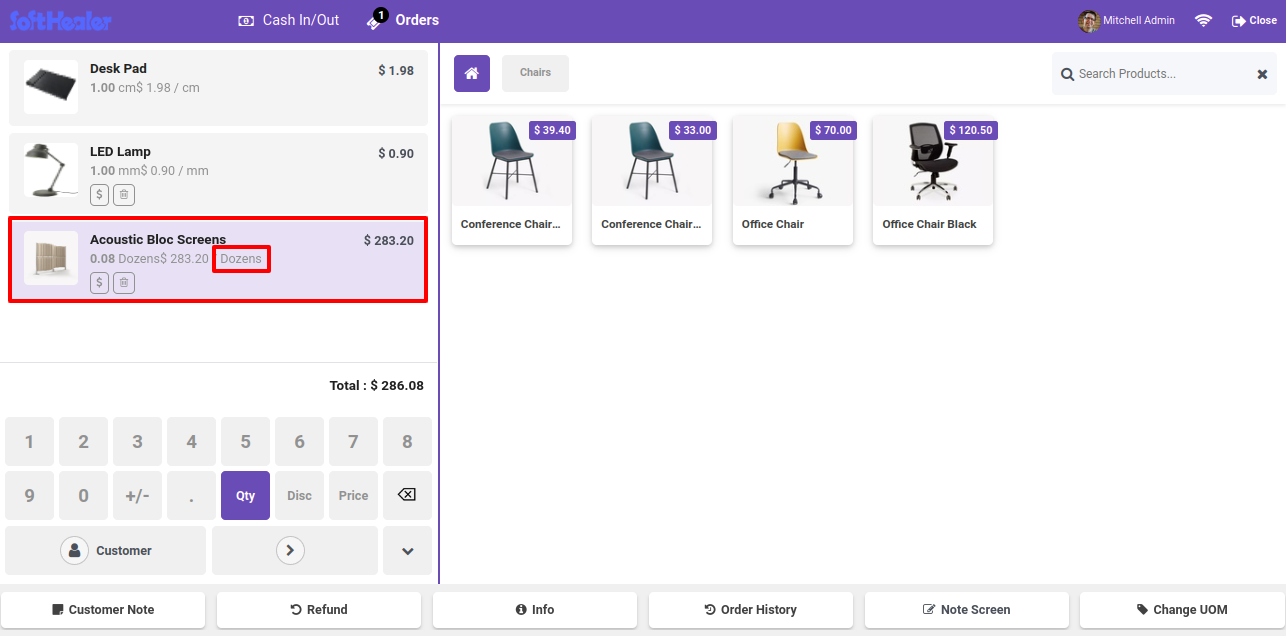 SoftHealer
Cash In/Out
1
Orders
Mitchell Admin
Close
Desk Pad
$ 1.98
1.00 cm$ 1.98 / cm
LED Lamp
$ 0.90
1.00 mm$ 0.90 / mm
$
Acoustic Bloc Screens
$ 283.20
0.08 Dozens$ 283.20 Dozens
$
Total : $ 286.08
1 2 3 4 5 6 7 8
9 0 +/- . Qty Disc Price
Customer
Chairs
Search Products...
$ 39.40
Conference Chair...
$ 33.00
Conference Chair...
$ 70.00
Office Chair
$ 120.50
Office Chair Black
Customer Note
Refund
Info
Order History
Note Screen
Change UOM